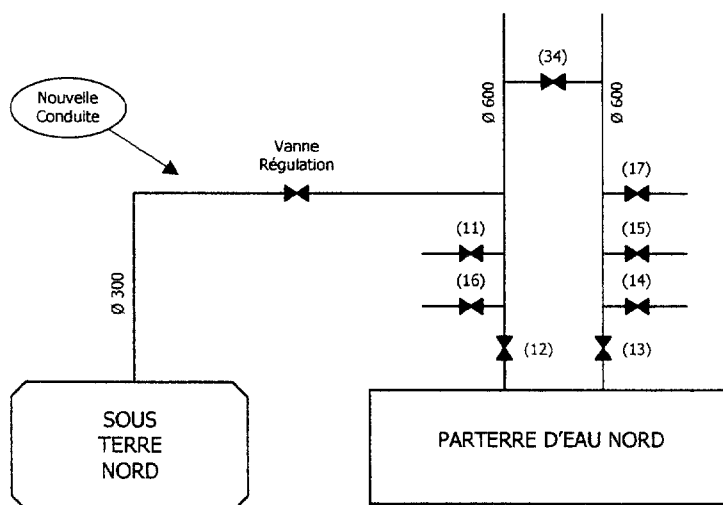 (34)
Nouvelle
Conduite
Ø 600
Ø 600
Vanne
Régulation
(17)
(11)
(15)
Ø 300
(16)
(14)
(12)
(13)
SOUS
TERRE
NORD
PARTERRE D'EAU NORD